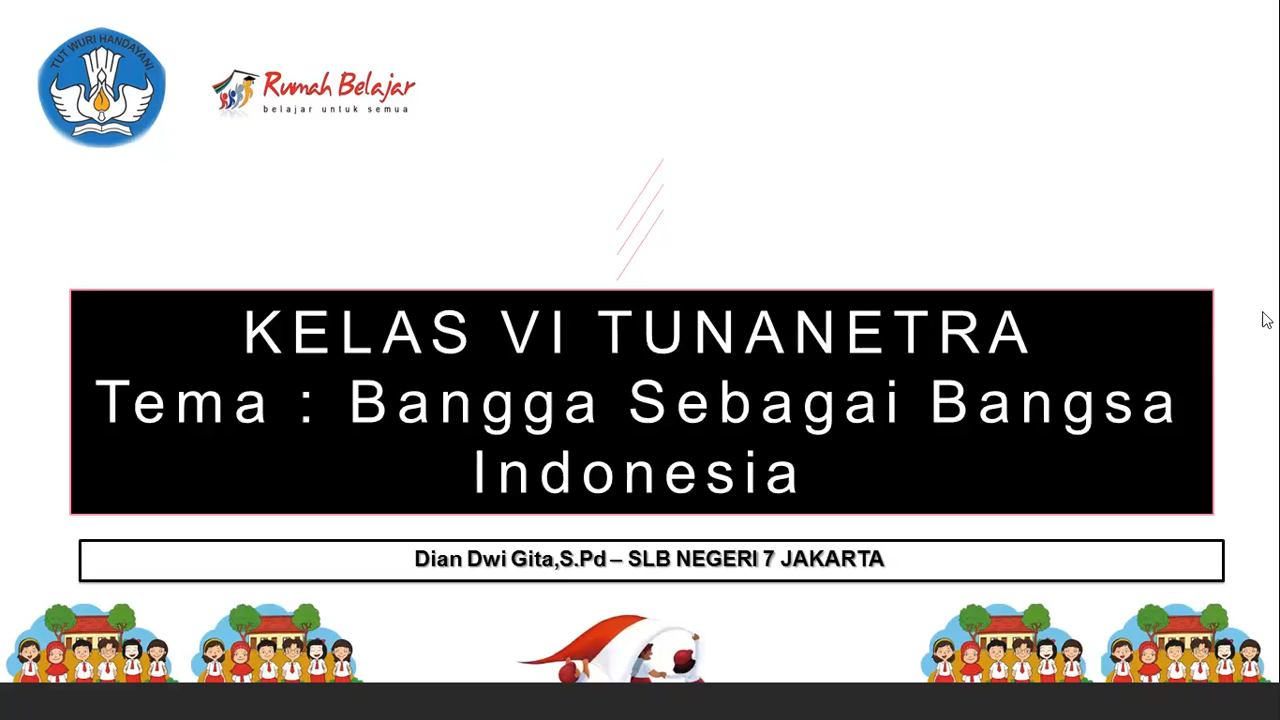 TUT WURI HANDAYANI
Rumah Belajar
belajar untuk semua
KELAS VI TUNANETRA
Tema : Bangga Sebagai Bangsa
Indonesia
Dian Dwi Gita,S.Pd – SLB NEGERI 7 JAKARTA